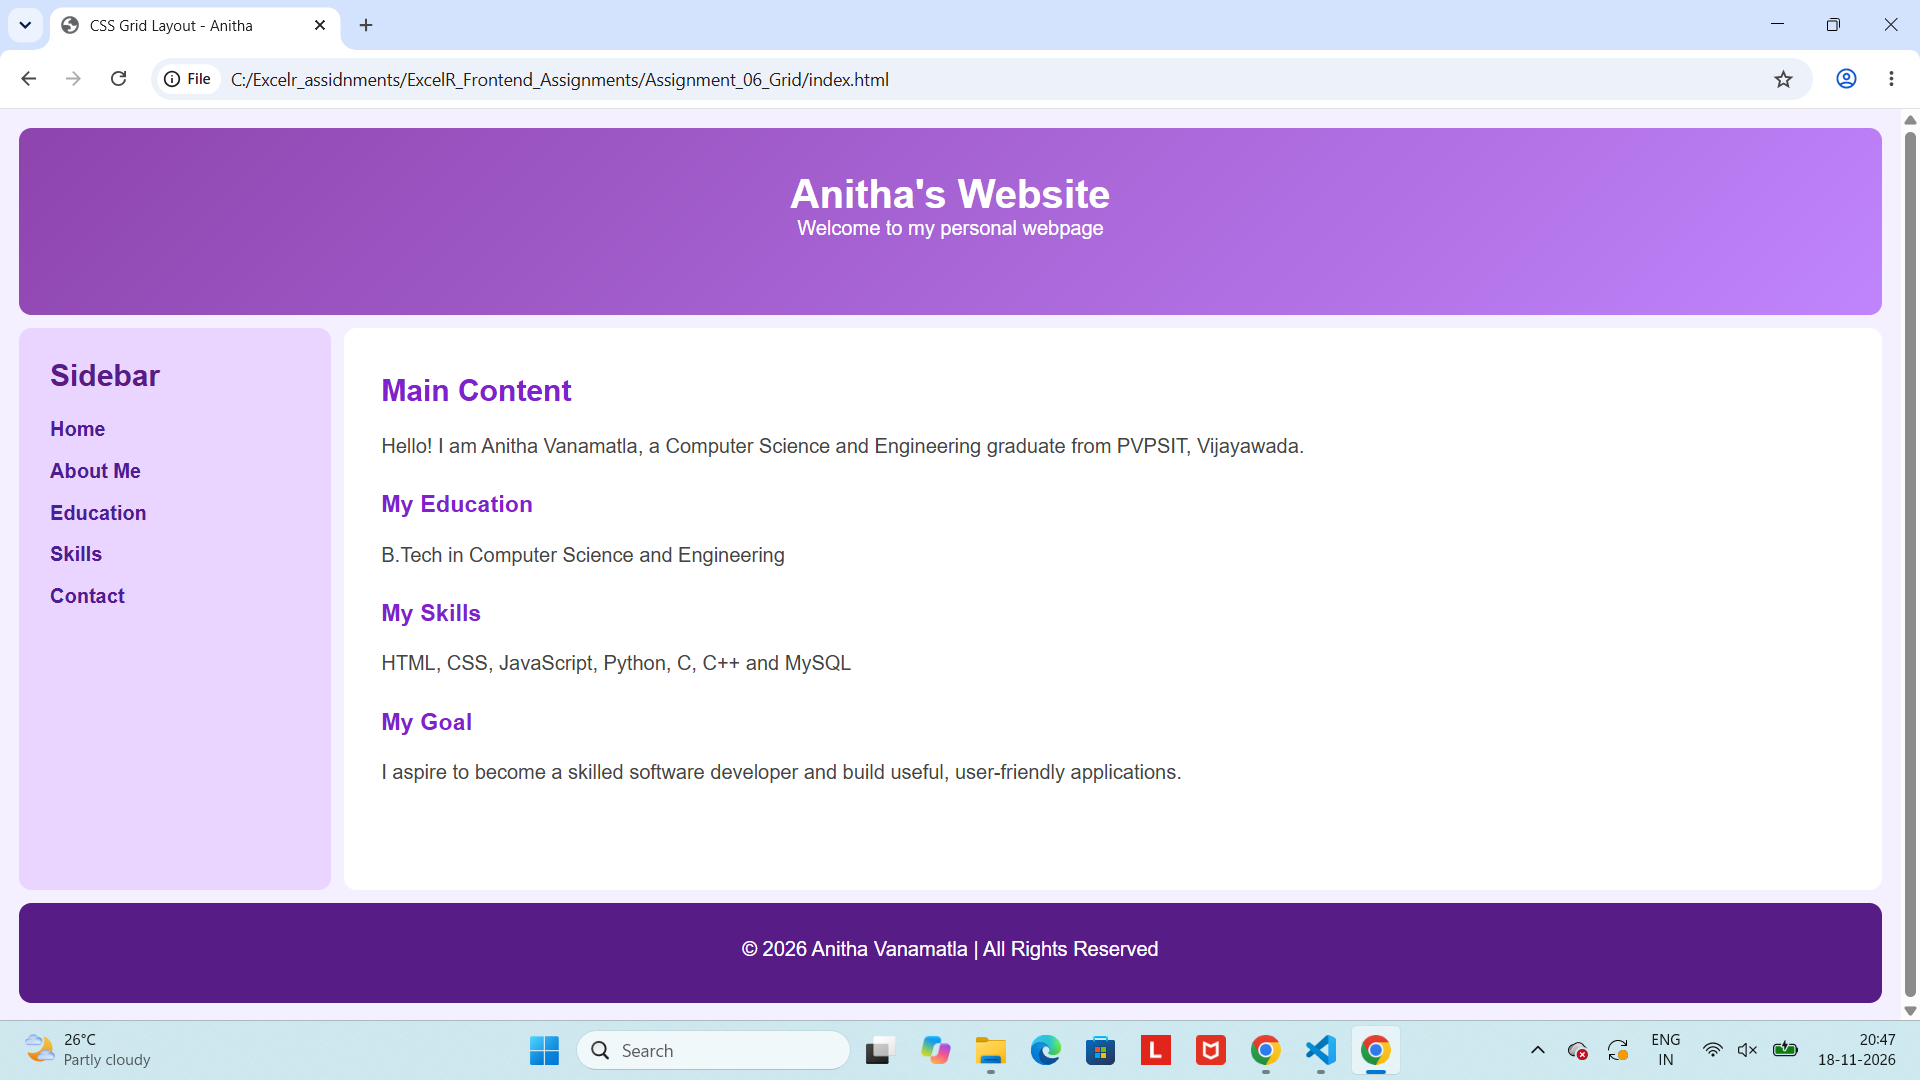 CSS Grid Layout - Anitha
File
C:/Excelr_assidnments/ExcelR_Frontend_Assignments/Assignment_06_Grid/index.html
Anitha's Website
Welcome to my personal webpage
Sidebar
Home
About Me
Education
Skills
Contact
Main Content
Hello! I am Anitha Vanamatla, a Computer Science and Engineering graduate from PVPSIT, Vijayawada.
My Education
B.Tech in Computer Science and Engineering
My Skills
HTML, CSS, JavaScript, Python, C, C++ and MySQL
My Goal
I aspire to become a skilled software developer and build useful, user-friendly applications.
© 2026 Anitha Vanamatla | All Rights Reserved
26°C
Partly cloudy
Search
L
ENG
IN
20:47
18-11-2026